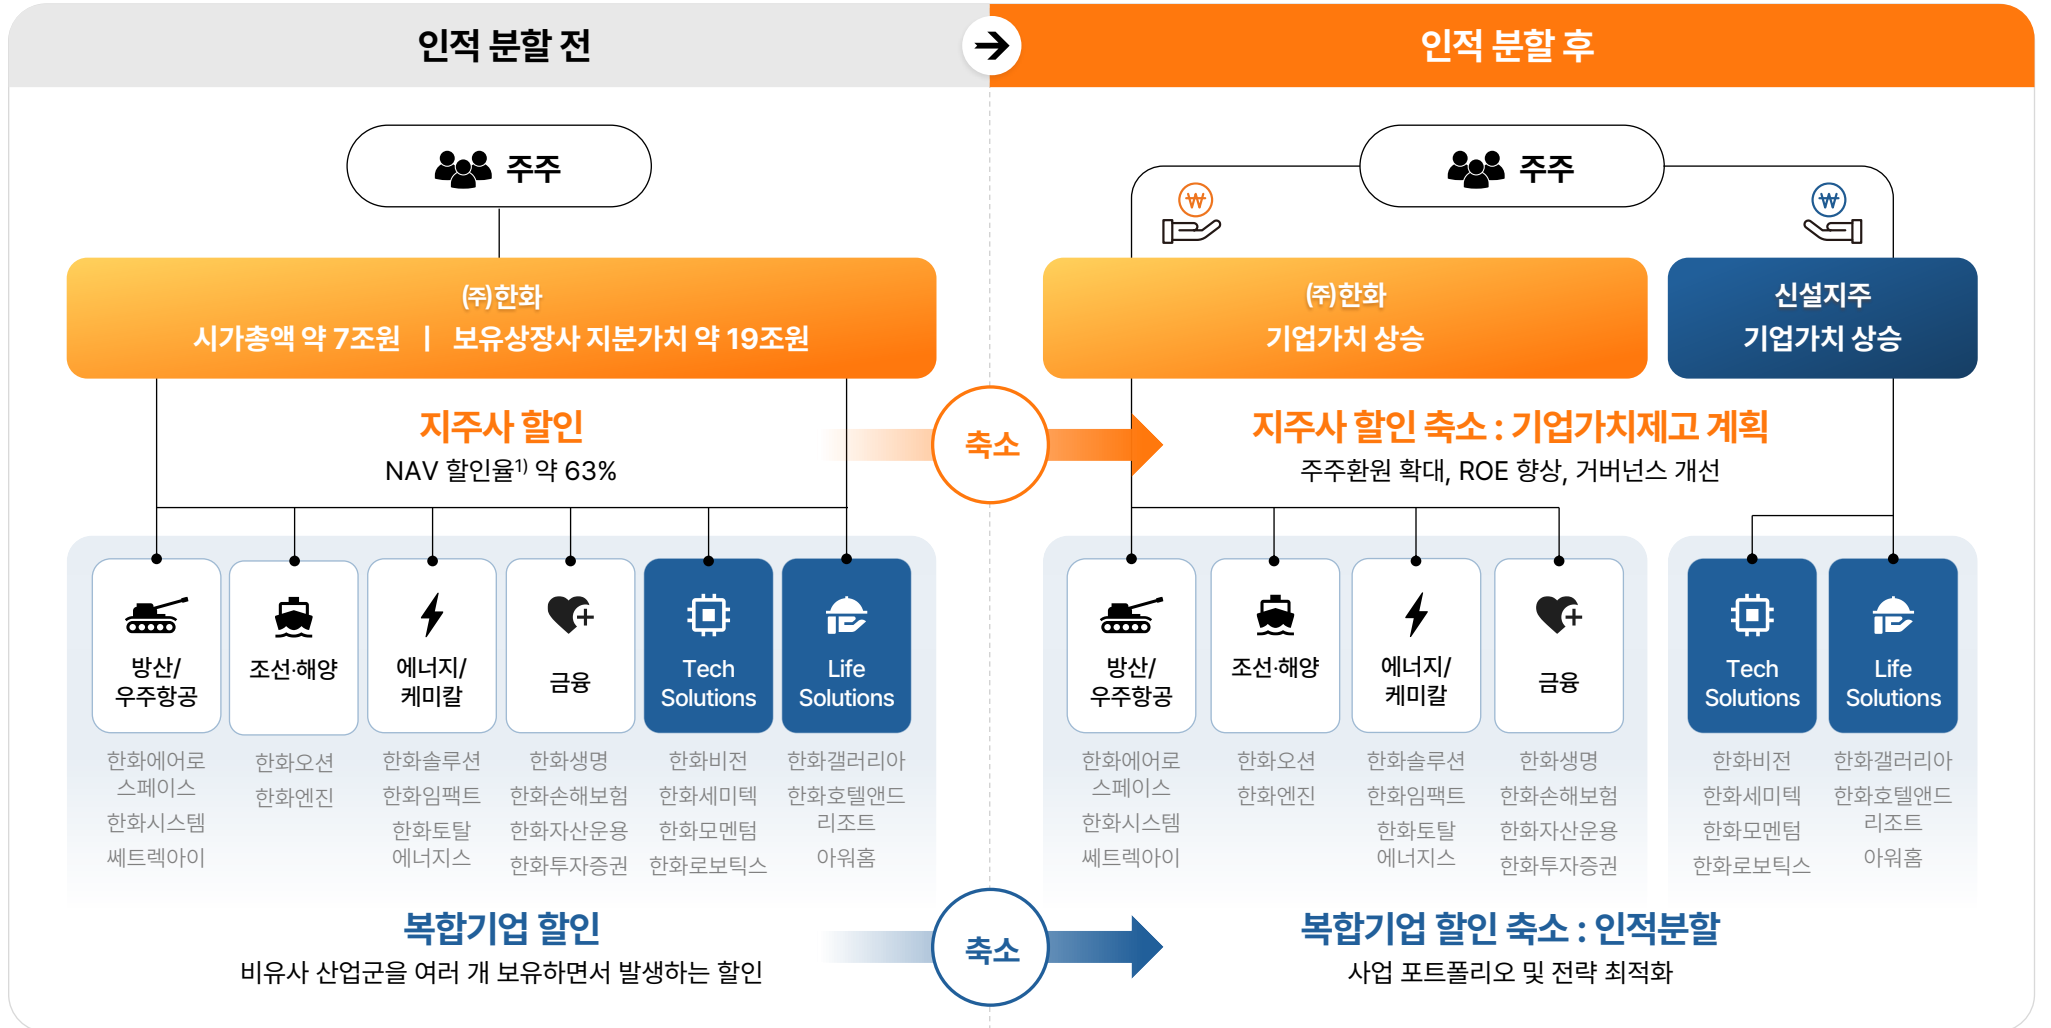 인적 분할 전
인적 분할 후
주주
㈜한화
시가총액 약 7조원 | 보유상장사 지분가치 약 19조원
지주사 할인
NAV 할인율1) 약 63%
방산/
우주항공
조선·해양
에너지/
케미칼
금융
Tech
Solutions
Life
Solutions
한화에어로
스페이스
한화시스템
쎄트렉아이
한화오션
한화엔진
한화솔루션
한화임팩트
한화토탈
에너지스
한화생명
한화손해보험
한화자산운용
한화투자증권
한화비전
한화세미텍
한화모멘텀
한화로보틱스
한화갤러리아
한화호텔앤드
리조트
아워홈
복합기업 할인
비유사 산업군을 여러 개 보유하면서 발생하는 할인
축소
축소
주주
㈜한화
기업가치 상승
신설지주
기업가치 상승
지주사 할인 축소 : 기업가치제고 계획
주주환원 확대, ROE 향상, 거버넌스 개선
방산/
우주항공
조선·해양
에너지/
케미칼
금융
Tech
Solutions
Life
Solutions
한화에어로
스페이스
한화시스템
쎄트렉아이
한화오션
한화엔진
한화솔루션
한화임팩트
한화토탈
에너지스
한화생명
한화손해보험
한화자산운용
한화투자증권
한화비전
한화세미텍
한화모멘텀
한화로보틱스
한화갤러리아
한화호텔앤드
리조트
아워홈
복합기업 할인 축소 : 인적분할
사업 포트폴리오 및 전략 최적화